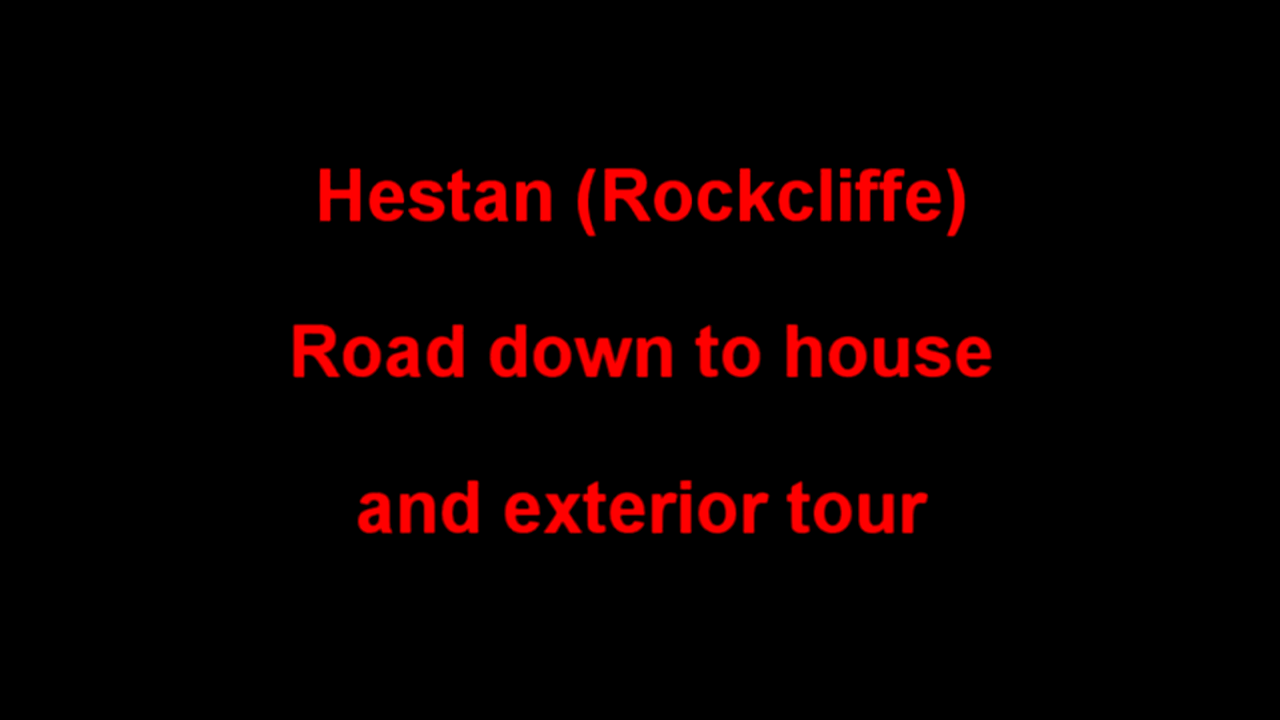 Hestan (Rockcliffe)
Road down to house
and exterior tour